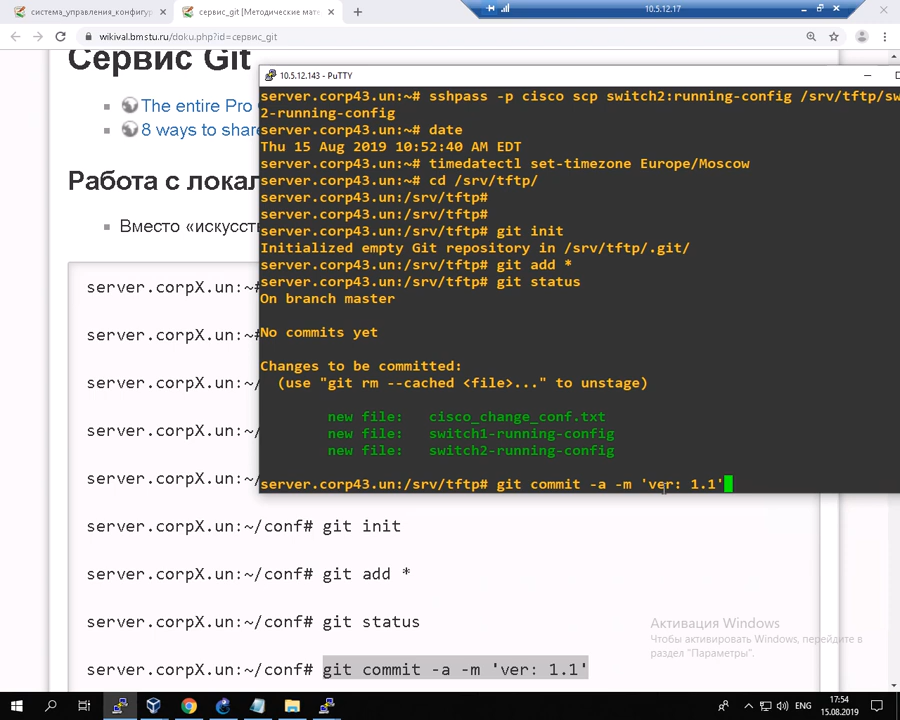 система_управления_конфигур
сервис_git [Методические мате
10.5.12.17
wikival.bmstu.ru/doku.php?id=сервис_git
Сервис Git
The entire Pro
8 ways to share
Работа с локал
Вместо «искусст
server.corpX.un:~#
server.corpX.un:~/
server.corpX.un:~/
server.corpX.un:~/
server.corpX.un:~/
server.corpX.un:~/conf# git init
server.corpX.un:~/conf# git add *
server.corpX.un:~/conf# git status
server.corpX.un:~/conf# git commit -a -m 'ver: 1.1'
10.5.12.143 - PuTTY
server.corp43.un:~# sshpass -p cisco scp switch2:running-config /srv/tftp/sw
2-running-config
server.corp43.un:~# date
Thu 15 Aug 2019 10:52:40 AM EDT
server.corp43.un:~# timedatectl set-timezone Europe/Moscow
server.corp43.un:~# cd /srv/tftp/
server.corp43.un:/srv/tftp#
server.corp43.un:/srv/tftp#
server.corp43.un:/srv/tftp# git init
Initialized empty Git repository in /srv/tftp/.git/
server.corp43.un:/srv/tftp# git add *
server.corp43.un:/srv/tftp# git status
On branch master
No commits yet
Changes to be committed:
(use "git rm --cached <file>..." to unstage)
new file: cisco_change_conf.txt
new file: switch1-running-config
new file: switch2-running-config
server.corp43.un:/srv/tftp# git commit -a -m 'ver: 1.1'
Активация Windows
Чтобы активировать Windows, перейдите в
раздел "Параметры".
ENG
17:54
15.08.2019